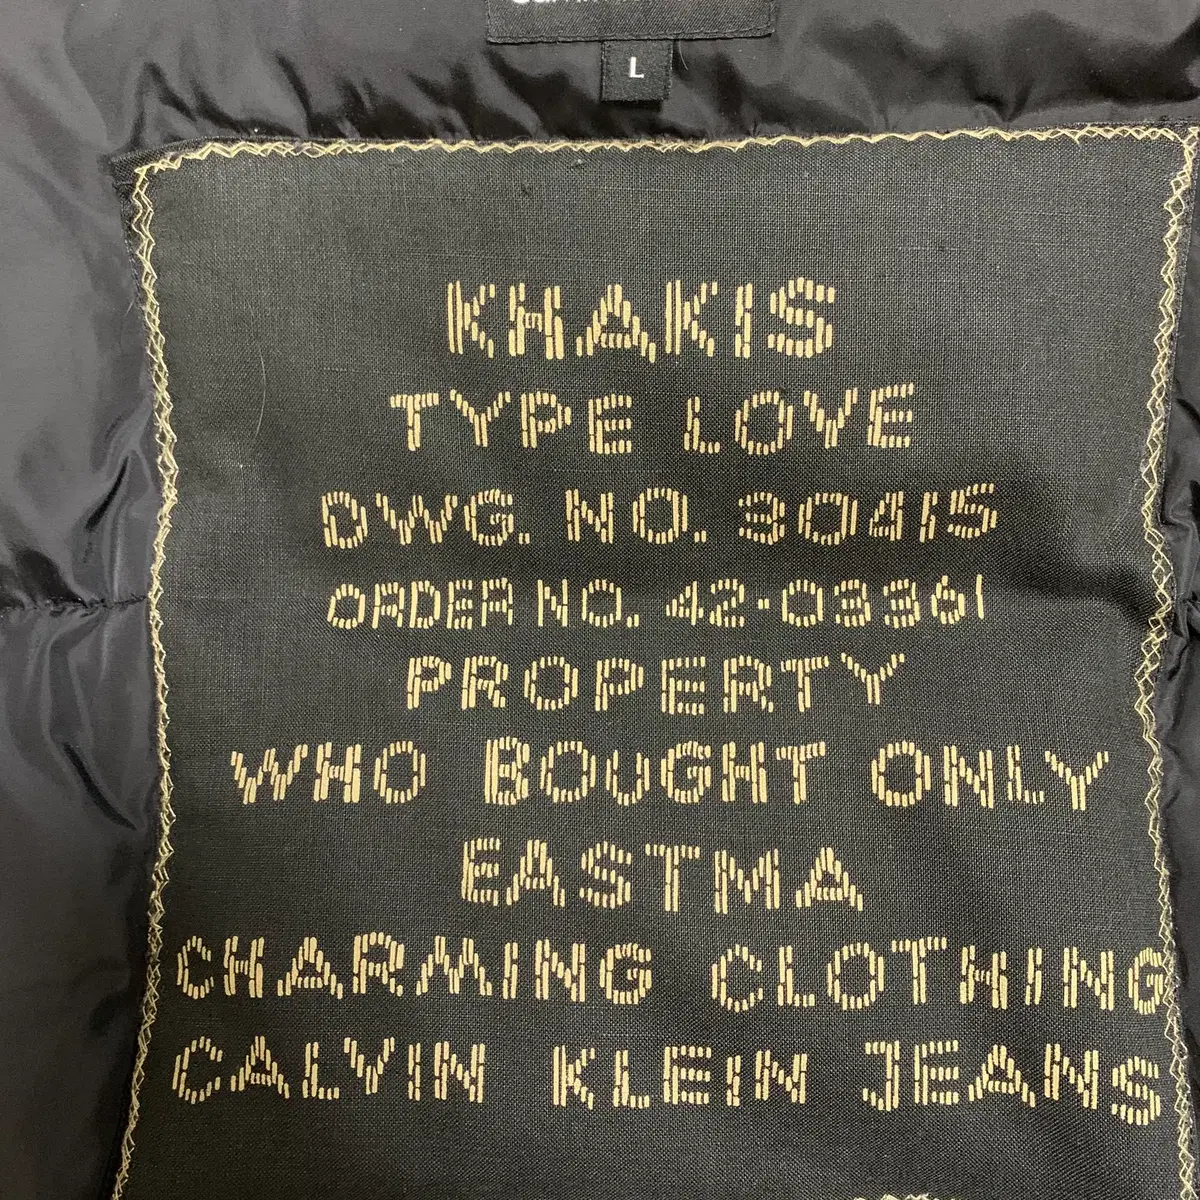 L
KHAKIS
TYPE LOVE
DWG. NO. 30415
ORDER NO. 42-03361
PROPERTY
WHO BOUGHT ONLY
EASTMA
CHARMING CLOTHING
CALVIN KLEIN JEANS